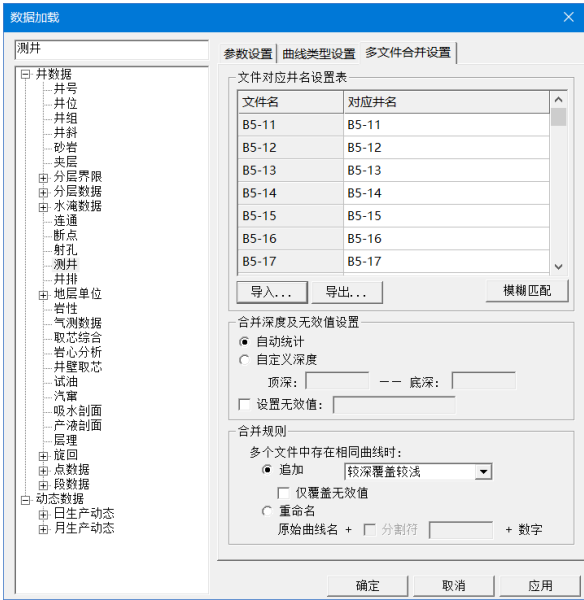 数据加载
测井
井数据
井号
井位
井组
井斜
砂岩
夹层
分层界限
分层数据
水淹数据
连通
断点
射孔
测井
井排
地层单位
岩性
气测数据
取芯综合
岩心分析
井壁取芯
试油
汽窜
吸水剖面
产液剖面
层理
旋回
点数据
段数据
动态数据
日生产动态
月生产动态
参数设置 曲线类型设置 多文件合并设置
文件对应井名设置表
文件名 对应井名
B5-11 B5-11
B5-12 B5-12
B5-13 B5-13
B5-14 B5-14
B5-15 B5-15
B5-16 B5-16
B5-17 B5-17
导入... 导出... 模糊匹配
合并深度及无效值设置
自动统计
自定义深度
顶深: —— 底深:
设置无效值:
合并规则
多个文件中存在相同曲线时:
追加 较深覆盖较浅
仅覆盖无效值
重命名
原始曲线名 + 分割符 + 数字
确定 取消 应用